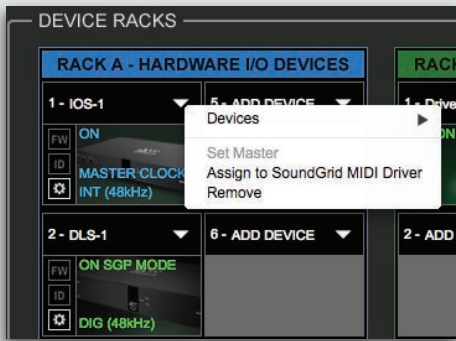 DEVICE RACKS
RACK A - HARDWARE I/O DEVICES
RACK
1 - IOS-1
5 - ADD DEVICE
1 - Driver
Devices
Set Master
Assign to SoundGrid MIDI Driver
Remove
FW
ID
ON
MASTER CLOCK
INT (48kHz)
ON
2 - DLS-1
6 - ADD DEVICE
2 - ADD
FW
ID
ON SGP MODE
DIG (48kHz)